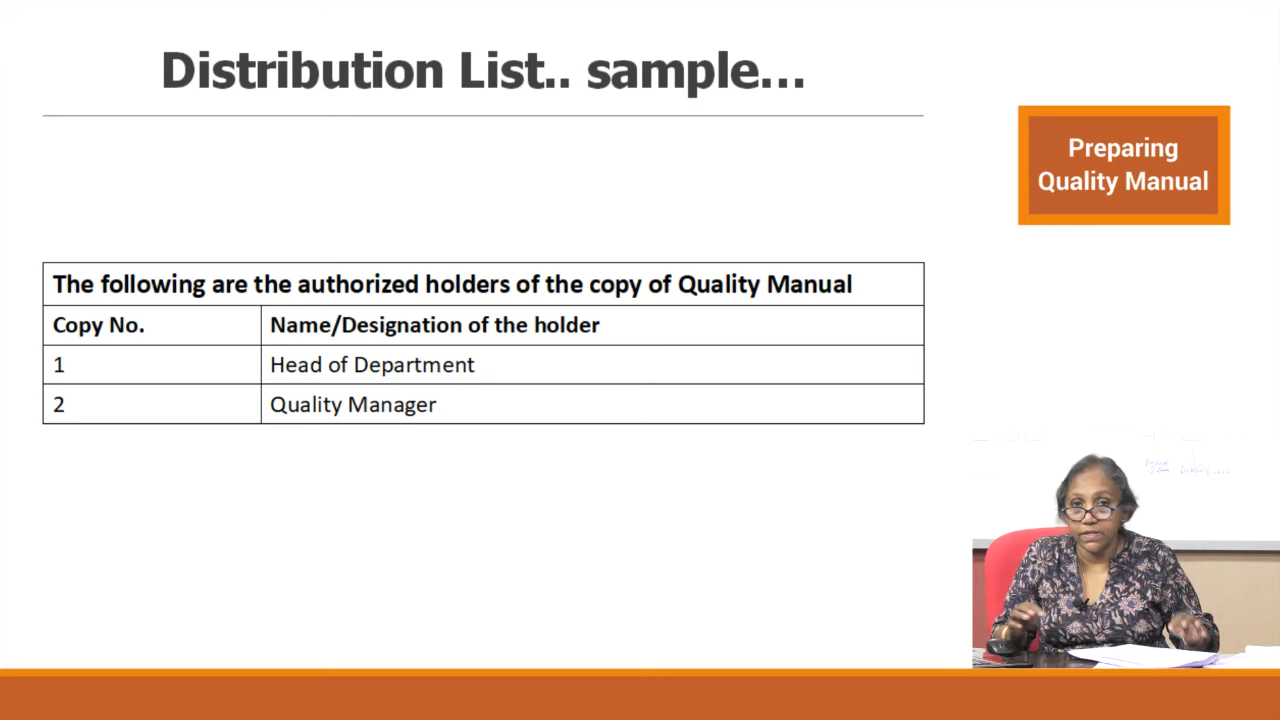 Distribution List.. sample...
Preparing
Quality Manual
The following are the authorized holders of the copy of Quality Manual
Copy No. Name/Designation of the holder
1 Head of Department
2 Quality Manager